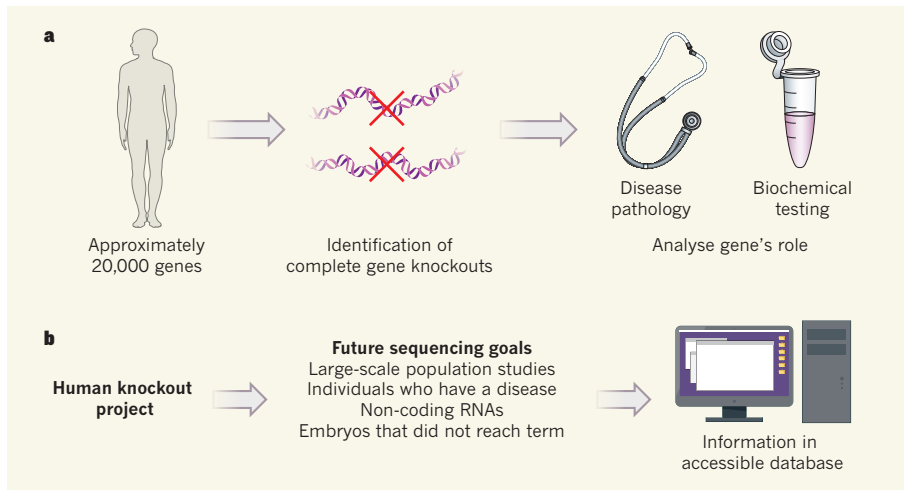 a
Approximately
20,000 genes
Identification of
complete gene knockouts
Disease
pathology
Biochemical
testing
Analyse gene's role
b
Human knockout
project
Future sequencing goals
Large-scale population studies
Individuals who have a disease
Non-coding RNAs
Embryos that did not reach term
Information in
accessible database